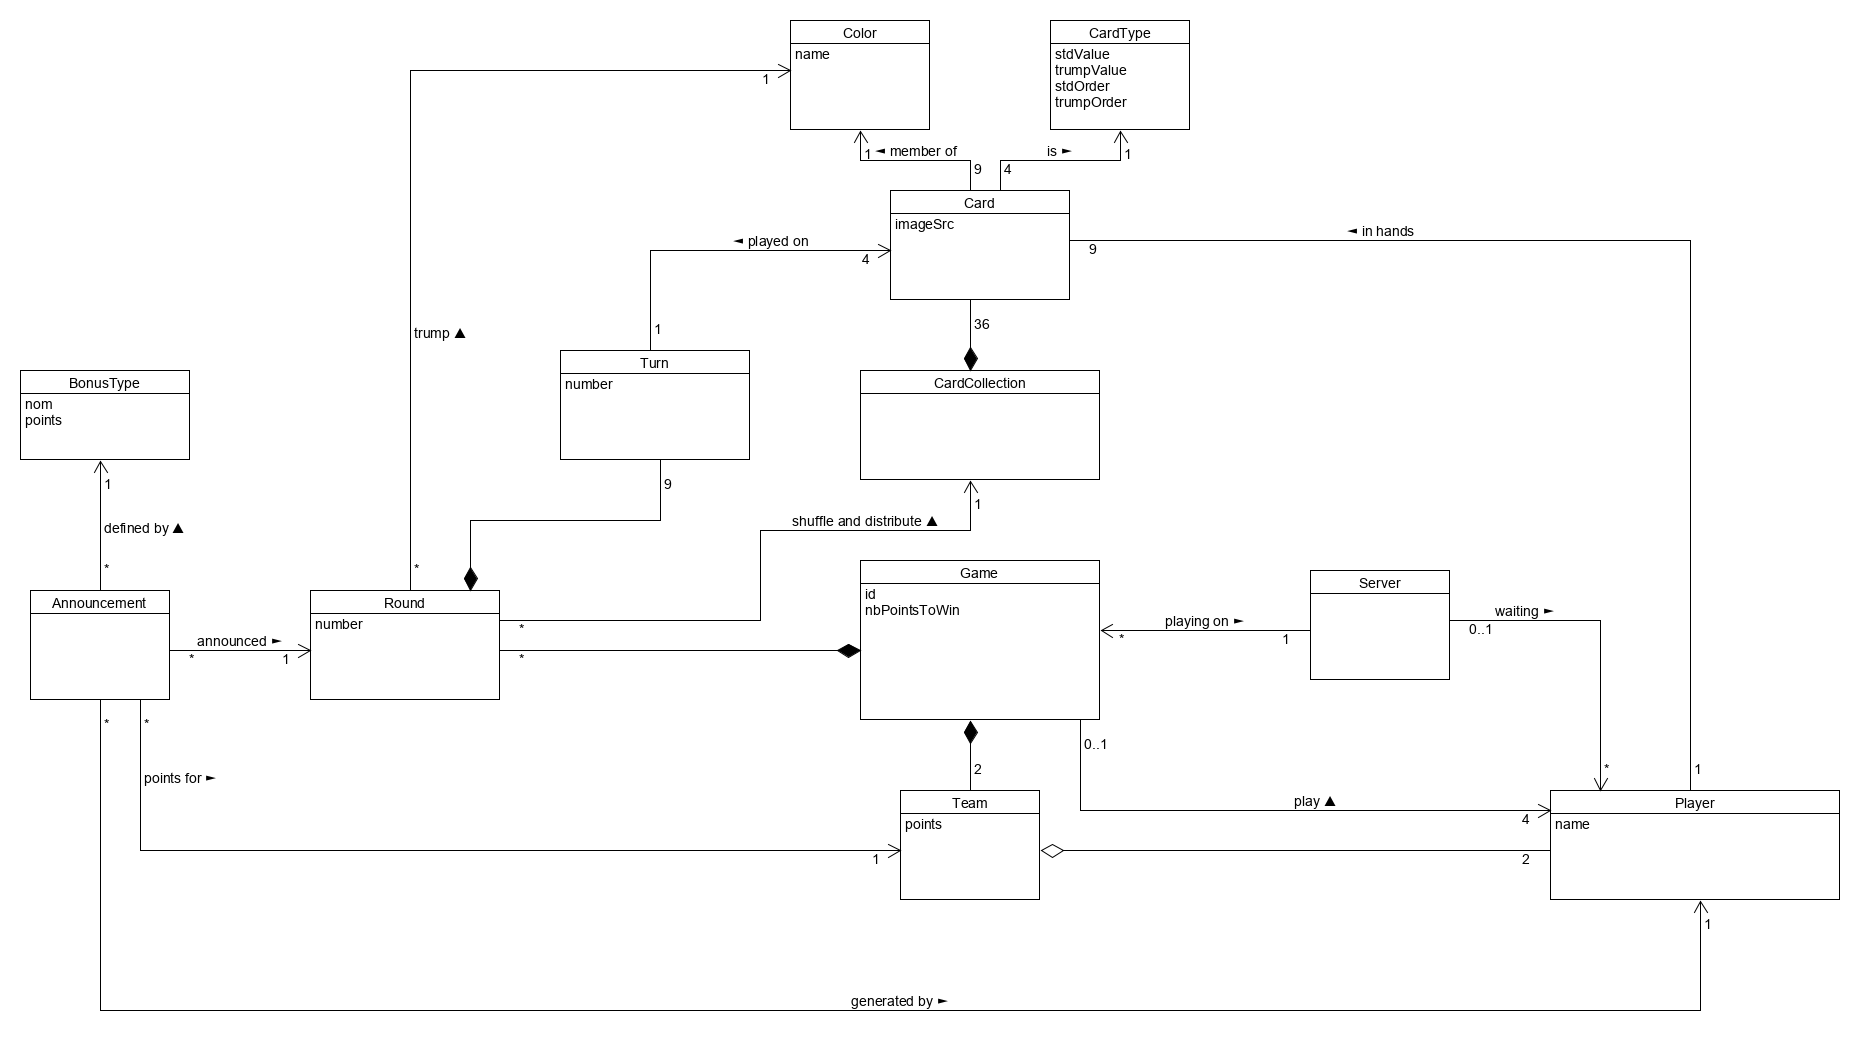 Color
name
CardType
stdValue
trumpValue
stdOrder
trumpOrder
1
1
◄ member of
is ►
1
9
4
Card
imageSrc
◄ in hands
9
◄ played on
4
36
1
trump ▲
Turn
number
BonusType
nom
points
CardCollection
1
9
1
shuffle and distribute ▲
defined by ▲
*
*
Announcement
Round
number
Game
id
nbPointsToWin
Server
waiting ►
0..1
playing on ►
*
1
*
announced ►
*
1
*
*
*
0..1
2
*
1
points for ►
Team
points
play ▲
4
Player
name
1
2
1
generated by ►